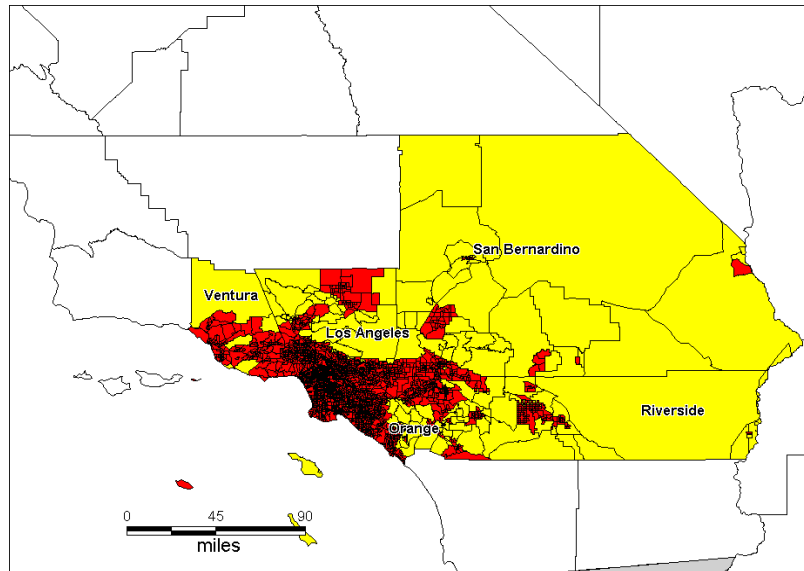 San Bernardino
Ventura
Los Angeles
Riverside
Orange
0 45 90
miles